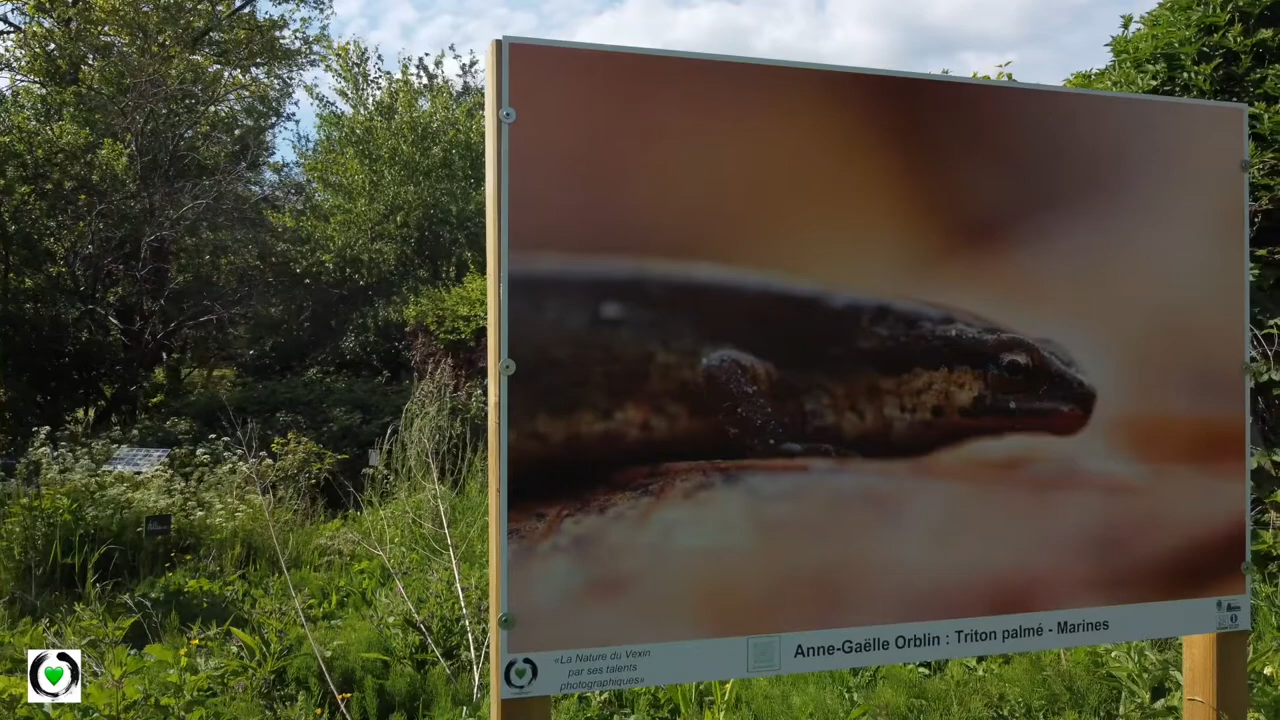 «La Nature du Vexin
par ses talents
photographiques»
Anne-Gaëlle Orblin : Triton palmé - Marines